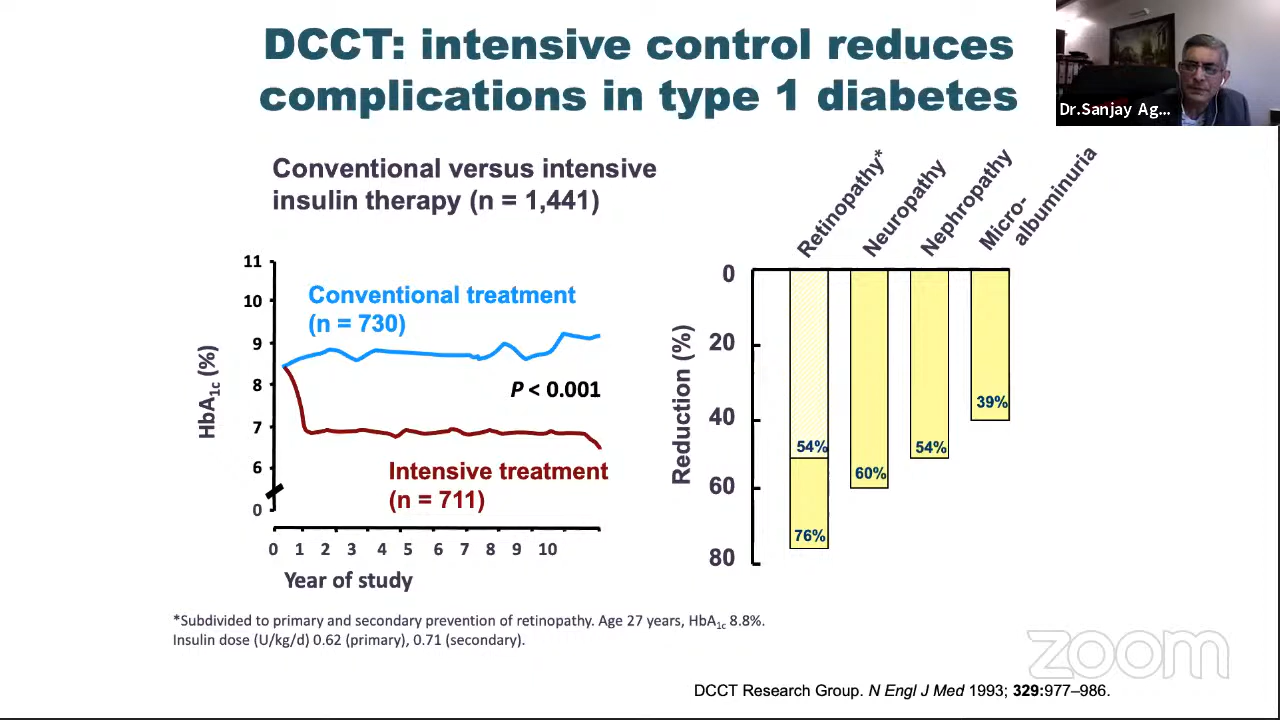 DCCT: intensive control reduces
complications in type 1 diabetes
Dr.Sanjay Ag...
Conventional versus intensive
insulin therapy (n = 1,441)
11
10
9
8
7
6
0
HbA1c (%)
Conventional treatment
(n = 730)
P < 0.001
Intensive treatment
(n = 711)
0 1 2 3 4 5 6 7 8 9 10
Year of study
Retinopathy*
Neuropathy
Nephropathy
Micro-
albuminuria
0
20
40
60
80
Reduction (%)
54%
76%
60%
54%
39%
*Subdivided to primary and secondary prevention of retinopathy. Age 27 years, HbA1c 8.8%.
Insulin dose (U/kg/d) 0.62 (primary), 0.71 (secondary).
zoom
DCCT Research Group. N Engl J Med 1993; 329:977–986.